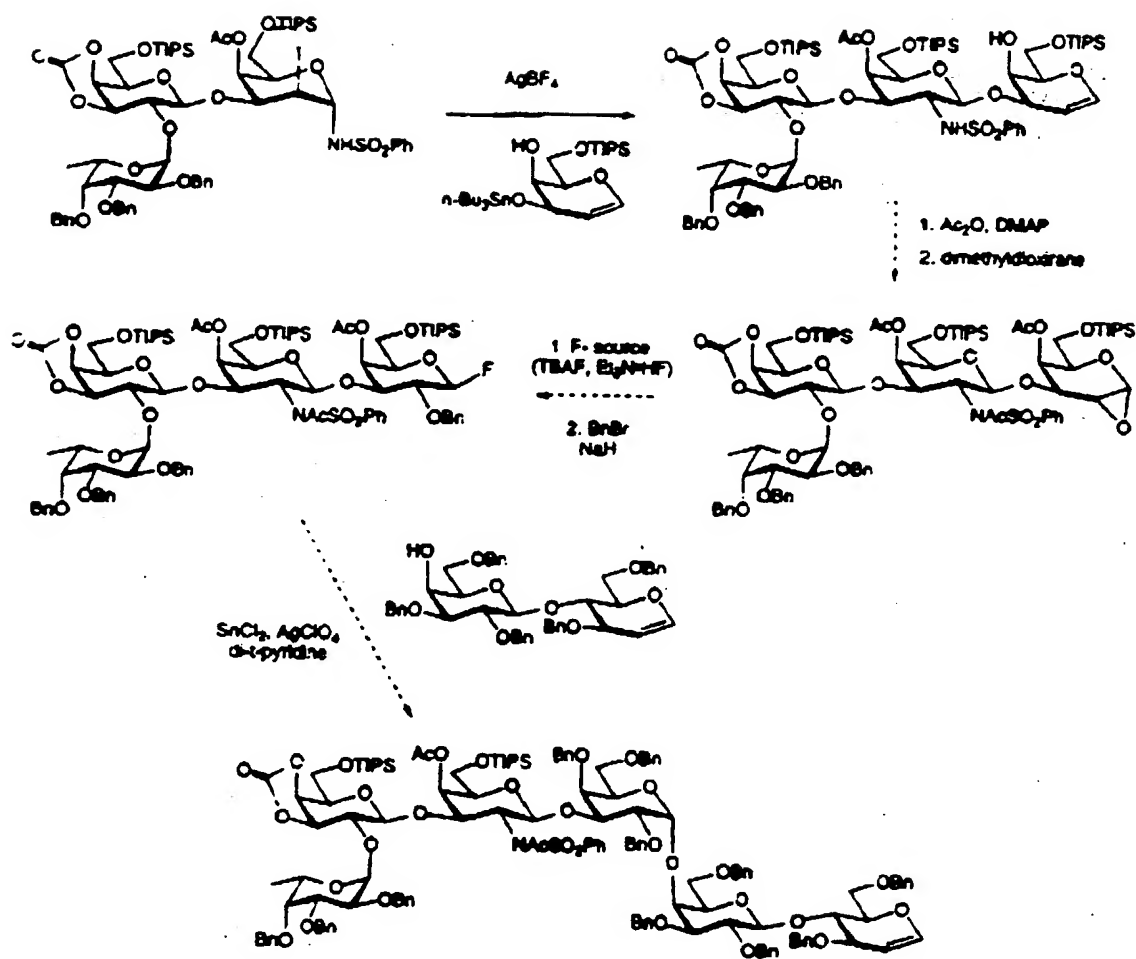 OTIPS
AcO
OTIPS
O
O
O
NHSO₂Ph
BnO
OBn
OBn
AgBF₄
HO
OTIPS
n-Bu₃SnO
O
OTIPS
AcO
OTIPS
HO
OTIPS
NHSO₂Ph
BnO
OBn
OBn
1. Ac₂O, DMAP
2. dimethyldioxirane
O
OTIPS
AcO
OTIPS
AcO
OTIPS
NAcSO₂Ph
O
BnO
OBn
OBn
1. F- source
(TBAF, Et₃N•HF)
2. BnBr
NaH
O
OTIPS
AcO
OTIPS
AcO
OTIPS
F
NAcSO₂Ph
OBn
BnO
OBn
OBn
SnCl₂, AgClO₄
di-t-pyridine
HO
OBn
OBn
BnO
OBn
BnO
O
OTIPS
AcO
OTIPS
BnO
OBn
NAcSO₂Ph
BnO
O
BnO
OBn
OBn
OBn
OBn
BnO
OBn
BnO